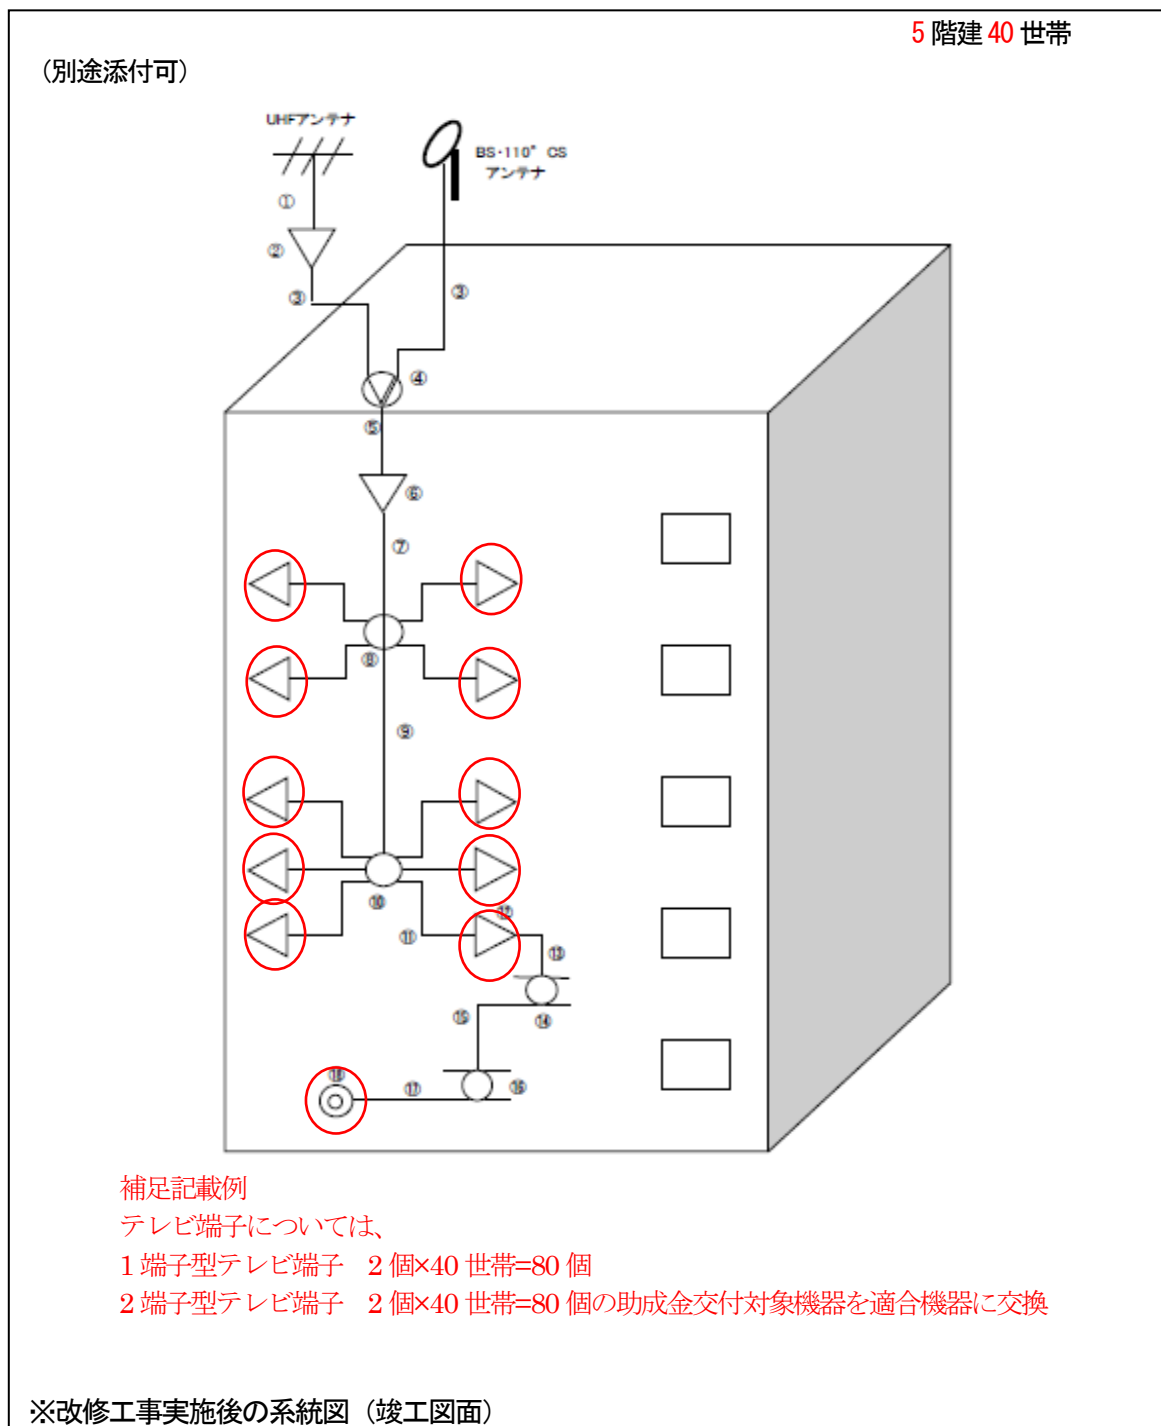 5 階建 40 世帯
（別途添付可）
UHFアンテナ
BS・110°CS
アンテナ
①
②
③
③
④
⑤
⑥
⑦
⑧
⑨
⑩
⑪
⑫
⑬
⑭
⑮
⑯
⑰
⑱
補足記載例
テレビ端子については、
1 端子型テレビ端子　2 個×40 世帯=80 個
2 端子型テレビ端子　2 個×40 世帯=80 個の助成金交付対象機器を適合機器に交換
※改修工事実施後の系統図（竣工図面）